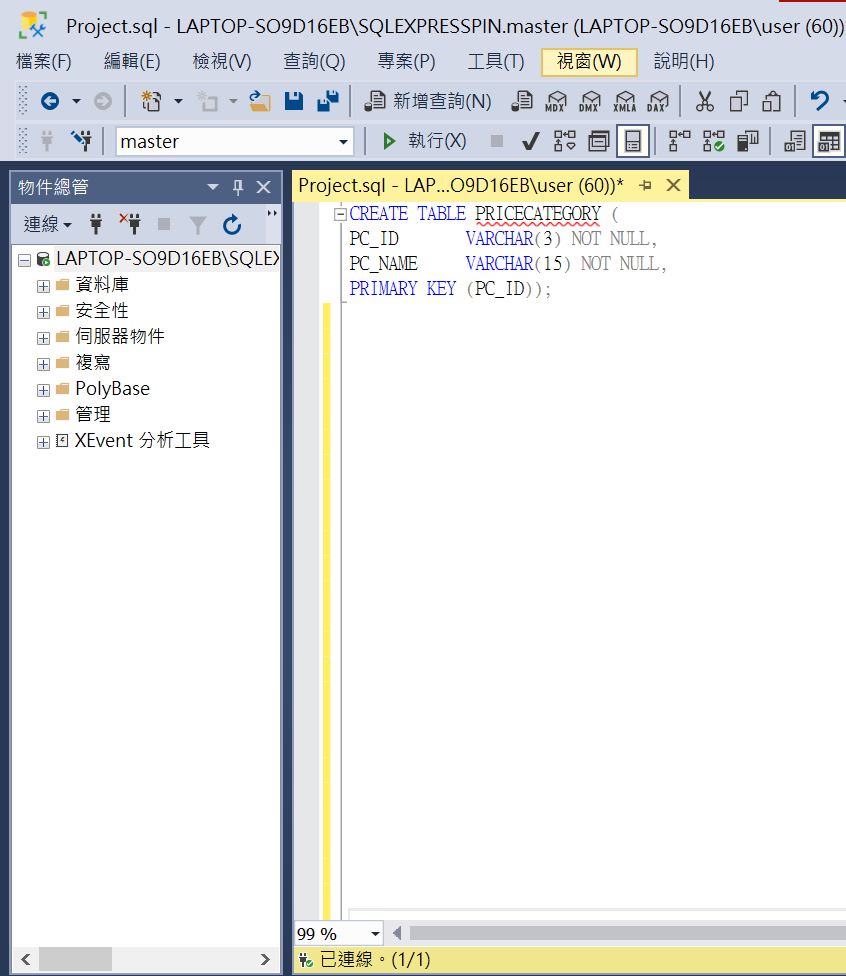 Project.sql - LAPTOP-SO9D16EB\SQLEXPRESSPIN.master (LAPTOP-SO9D16EB\user (60))
檔案(F) 編輯(E) 檢視(V) 查詢(Q) 專案(P) 工具(T) 視窗(W) 說明(H)
新增查詢(N) MDX DMX XMLA DAX
master 執行(X)
物件總管
Project.sql - LAP...O9D16EB\user (60))*
連線
LAPTOP-SO9D16EB\SQLEX
資料庫
安全性
伺服器物件
複寫
PolyBase
管理
XEvent 分析工具
CREATE TABLE PRICECATEGORY (
PC_ID VARCHAR(3) NOT NULL,
PC_NAME VARCHAR(15) NOT NULL,
PRIMARY KEY (PC_ID));
99 %
已連線。(1/1)